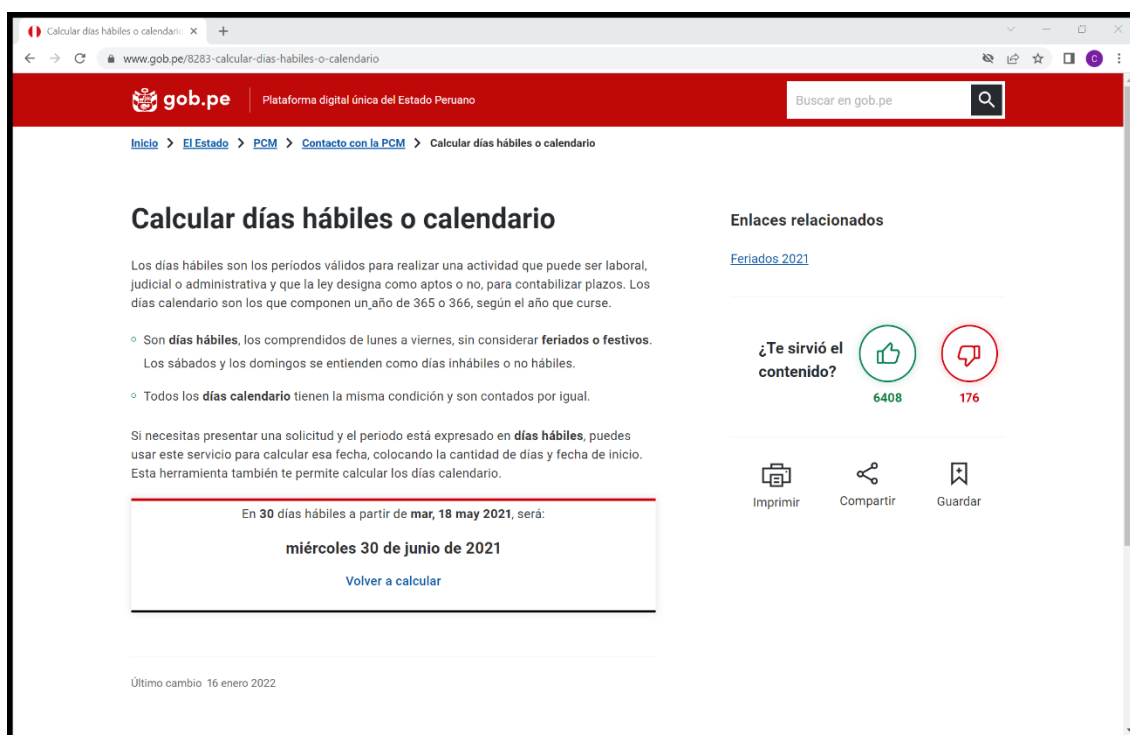 Calcular días hábiles o calendario
www.gob.pe/8283-calcular-dias-habiles-o-calendario
C
gob.pe
Plataforma digital única del Estado Peruano
Buscar en gob.pe
Inicio > El Estado > PCM > Contacto con la PCM > Calcular días hábiles o calendario
Calcular días hábiles o calendario
Los días hábiles son los períodos válidos para realizar una actividad que puede ser laboral,
judicial o administrativa y que la ley designa como aptos o no, para contabilizar plazos. Los
días calendario son los que componen un año de 365 o 366, según el año que curse.
Son días hábiles, los comprendidos de lunes a viernes, sin considerar feriados o festivos.
Los sábados y los domingos se entienden como días inhábiles o no hábiles.
Todos los días calendario tienen la misma condición y son contados por igual.
Si necesitas presentar una solicitud y el periodo está expresado en días hábiles, puedes
usar este servicio para calcular esa fecha, colocando la cantidad de días y fecha de inicio.
Esta herramienta también te permite calcular los días calendario.
En 30 días hábiles a partir de mar, 18 may 2021, será:
miércoles 30 de junio de 2021
Volver a calcular
Último cambio 16 enero 2022
Enlaces relacionados
Feriados 2021
¿Te sirvió el
contenido?
6408
176
Imprimir
Compartir
Guardar